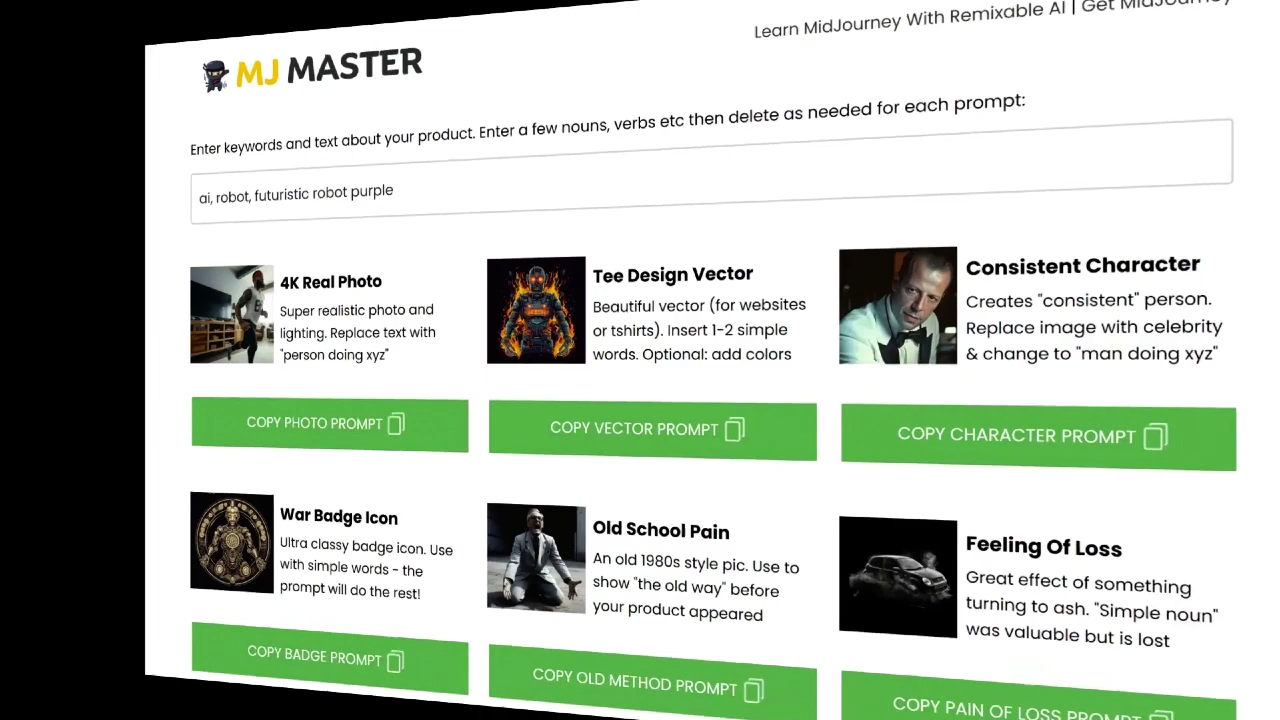 Learn MidJourney With Remixable AI | Get MidJourney
MJ MASTER
Enter keywords and text about your product. Enter a few nouns, verbs etc then delete as needed for each prompt:
ai, robot, futuristic robot purple
4K Real Photo
Super realistic photo and
lighting. Replace text with
"person doing xyz"
Tee Design Vector
Beautiful vector (for websites
or tshirts). Insert 1-2 simple
words. Optional: add colors
Consistent Character
Creates "consistent" person.
Replace image with celebrity
& change to "man doing xyz"
COPY PHOTO PROMPT
COPY VECTOR PROMPT
COPY CHARACTER PROMPT
War Badge Icon
Ultra classy badge icon. Use
with simple words - the
prompt will do the rest!
Old School Pain
An old 1980s style pic. Use to
show "the old way" before
your product appeared
Feeling Of Loss
Great effect of something
turning to ash. "Simple noun"
was valuable but is lost
COPY BADGE PROMPT
COPY OLD METHOD PROMPT
COPY PAIN OF LOSS PROMPT